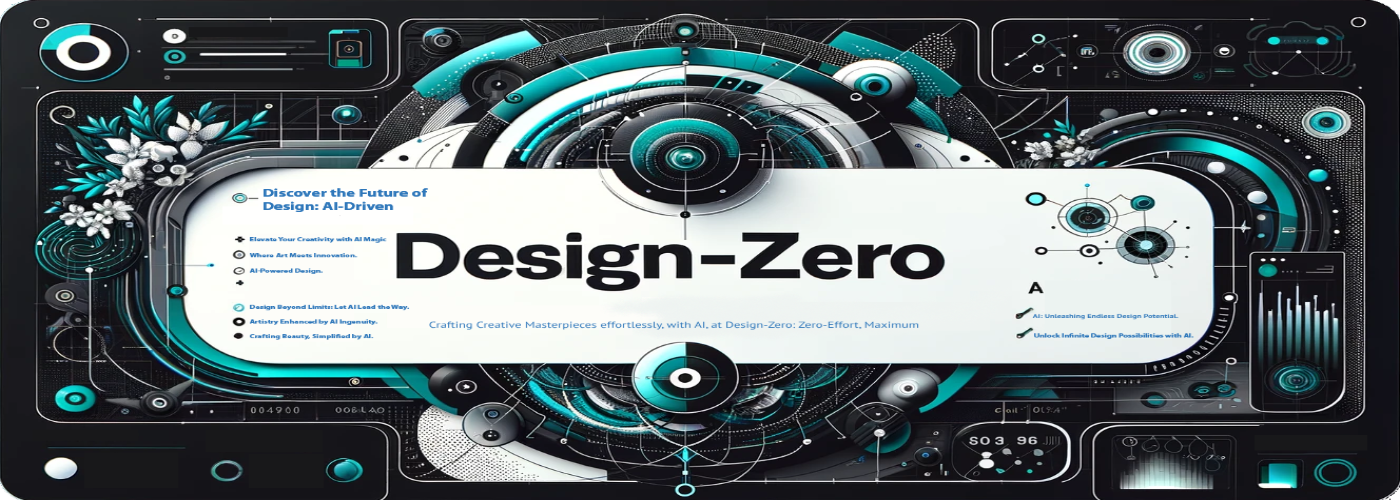 Discover the Future of
Design: AI-Driven
Elevate Your Creativity with AI Magic
Where Art Meets Innovation.
AI-Powered Design.
Design Beyond Limits: Let AI Lead the Way.
Artistry Enhanced by AI Ingenuity.
Crafting Beauty, Simplified by AI.
Design-Zero
Crafting Creative Masterpieces effortlessly, with AI, at Design-Zero: Zero-Effort, Maximum
A
AI: Unleashing Endless Design Potential.
Unlock Infinite Design Possibilities with AI.
004900
SO3 96